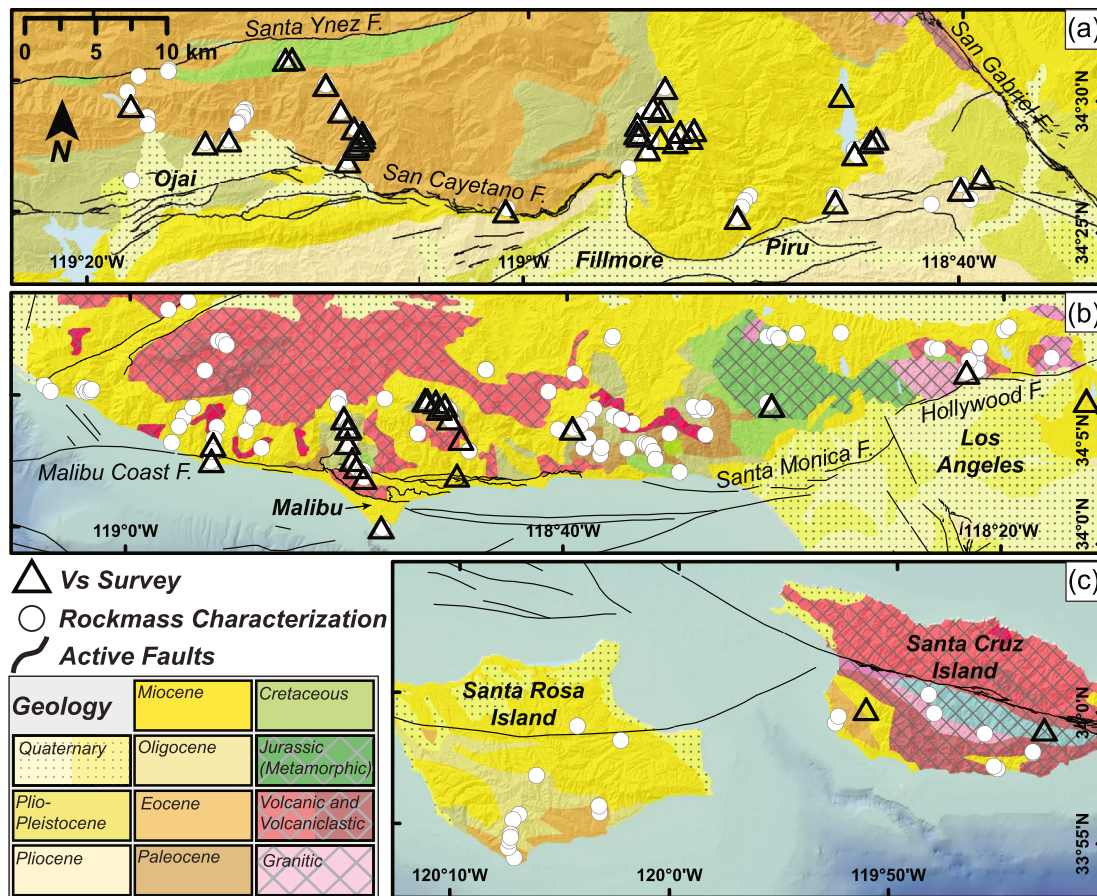 (a)
0 5 10 km
Santa Ynez F.
San Gabriel F.
34°30'N
N
Ojai
San Cayetano F.
34°25'N
Fillmore
Piru
119°20'W
119°W
118°40'W
(b)
Hollywood F.
34°5'N
Los
Angeles
Malibu Coast F.
Santa Monica F.
Malibu
119°0'W
118°40'W
118°20'W
34°0'N
Vs Survey
Rockmass Characterization
Active Faults
Geology
Miocene
Cretaceous
Quaternary
Oligocene
Jurassic
(Metamorphic)
Plio-
Pleistocene
Eocene
Volcanic and
Volcaniclastic
Pliocene
Paleocene
Granitic
(c)
Santa Cruz
Island
Santa Rosa
Island
34°0'N
33°55'N
120°10'W
120°0'W
119°50'W